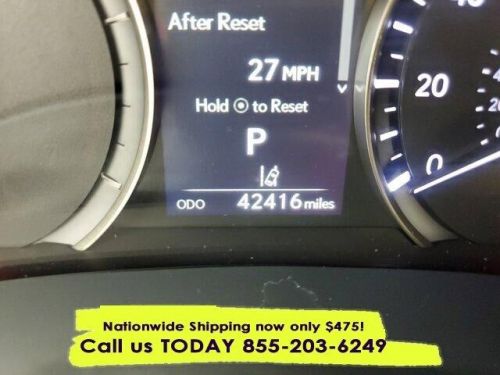 After Reset
27 MPH
Hold ⊙ to Reset
P
ODO 42416 miles
20
0
Nationwide Shipping now only $475!
Call us TODAY 855-203-6249